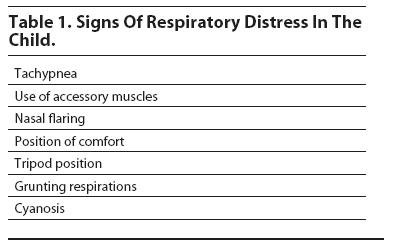 Table 1. Signs Of Respiratory Distress In The
Child.
Tachypnea
Use of accessory muscles
Nasal flaring
Position of comfort
Tripod position
Grunting respirations
Cyanosis